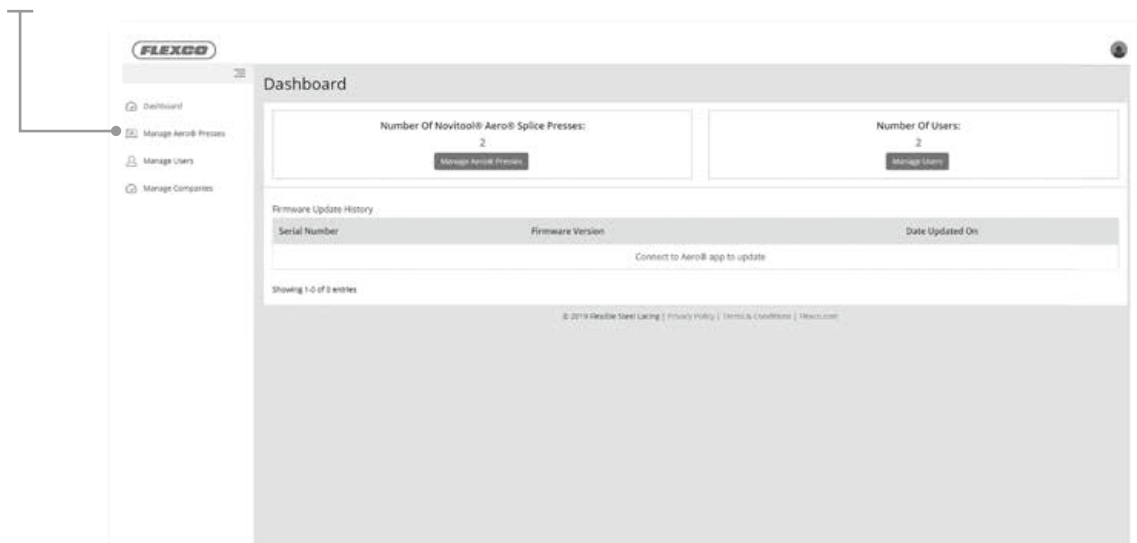 FLEXCO
Dashboard
Dashboard
Manage Aero® Presses
Manage Users
Manage Companies
Number Of Novitool® Aero® Splice Presses:
2
Manage Aero® Presses
Number Of Users:
2
Manage Users
Firmware Update History
Serial Number Firmware Version Date Updated On
Connect to Aero® app to update
Showing 1-0 of 0 entries
© 2019 Flexible Steel Lacing | Privacy Policy | Terms & Conditions | Flexco.com